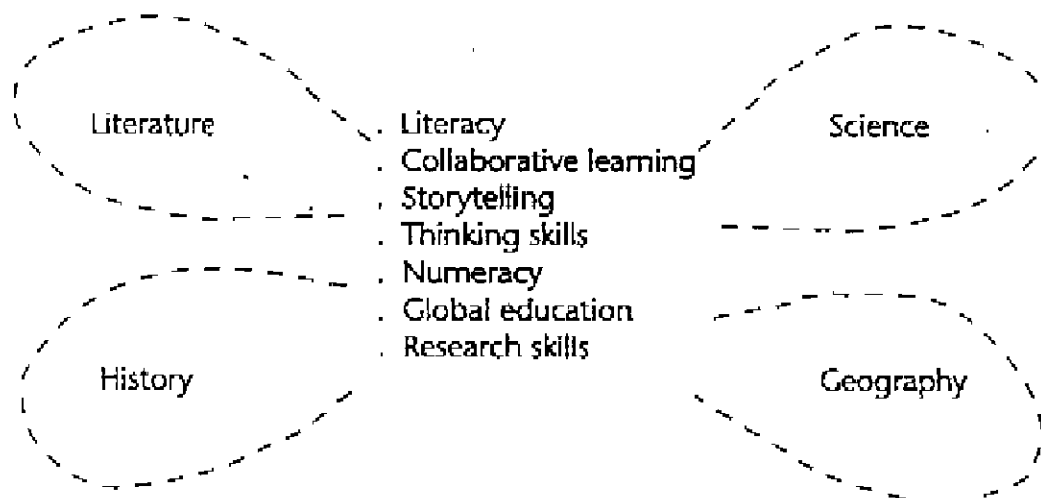 Literature
. Literacy
. Collaborative learning
. Storytelling
. Thinking skills
. Numeracy
. Global education
. Research skills
Science
History
Geography